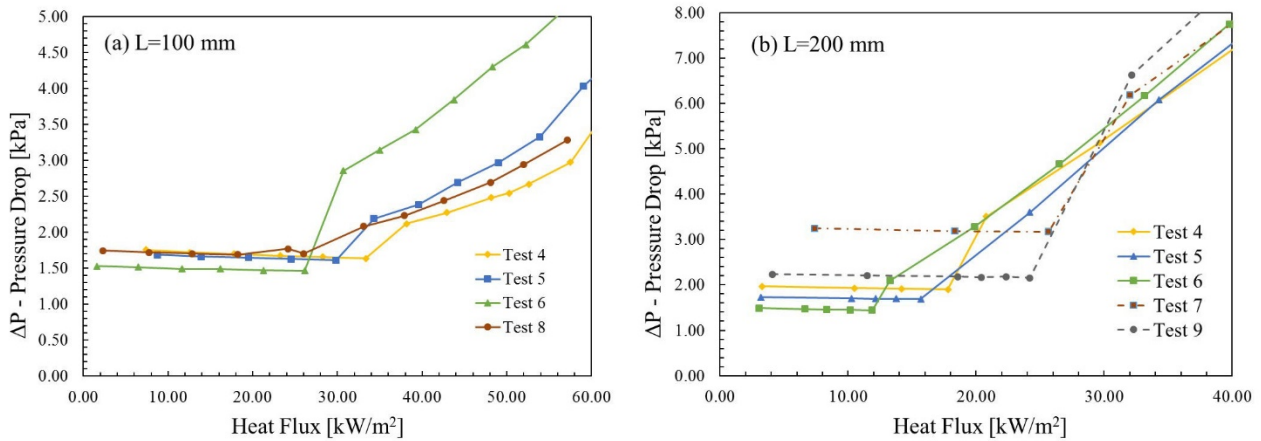 (a) L=100 mm
ΔP - Pressure Drop [kPa]
5.00
4.50
4.00
3.50
3.00
2.50
2.00
1.50
1.00
0.50
0.00
0.00 10.00 20.00 30.00 40.00 50.00 60.00
Heat Flux [kW/m²]
Test 4
Test 5
Test 6
Test 8
(b) L=200 mm
ΔP - Pressure Drop [kPa]
8.00
7.00
6.00
5.00
4.00
3.00
2.00
1.00
0.00
0.00 10.00 20.00 30.00 40.00
Heat Flux [kW/m²]
Test 4
Test 5
Test 6
Test 7
Test 9